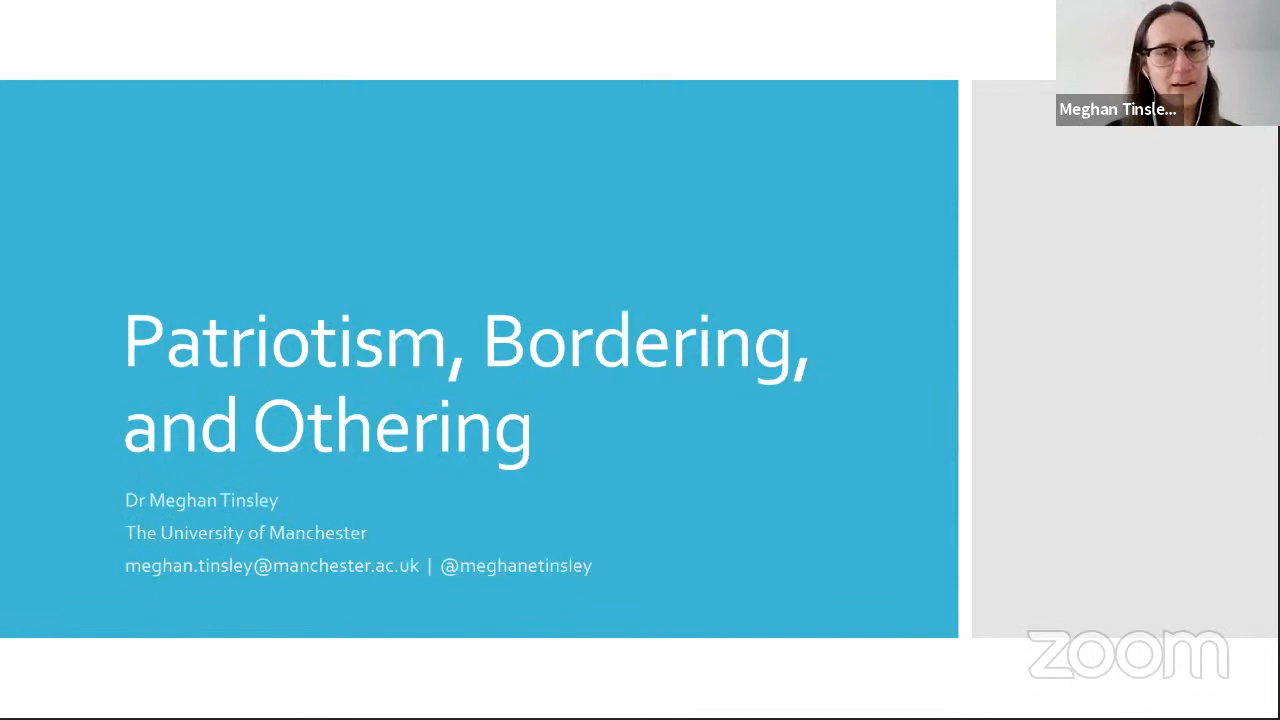 Meghan Tinsle...
Patriotism, Bordering,
and Othering
Dr Meghan Tinsley
The University of Manchester
meghan.tinsley@manchester.ac.uk | @meghanetinsley
zoom